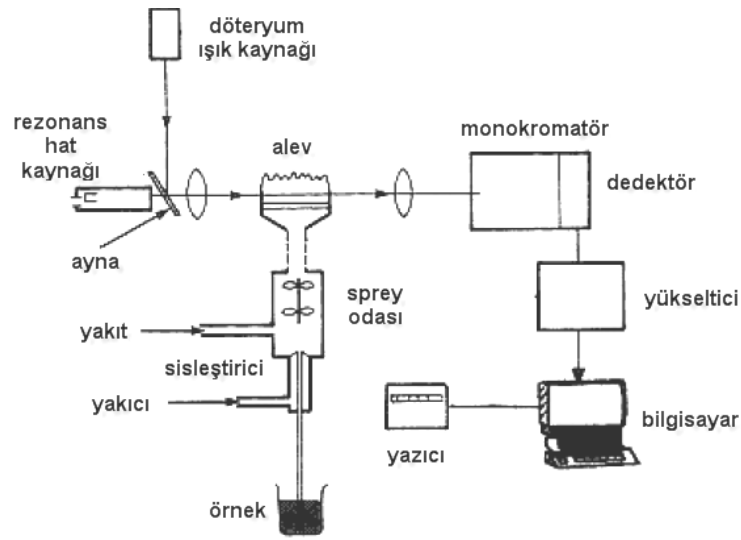 döteryum
ışık kaynağı
rezonans
hat
kaynağı
alev
monokromatör
dedektör
ayna
sprey
odası
yükseltici
yakıt
sisleştirici
yakıcı
bilgisayar
yazıcı
örnek